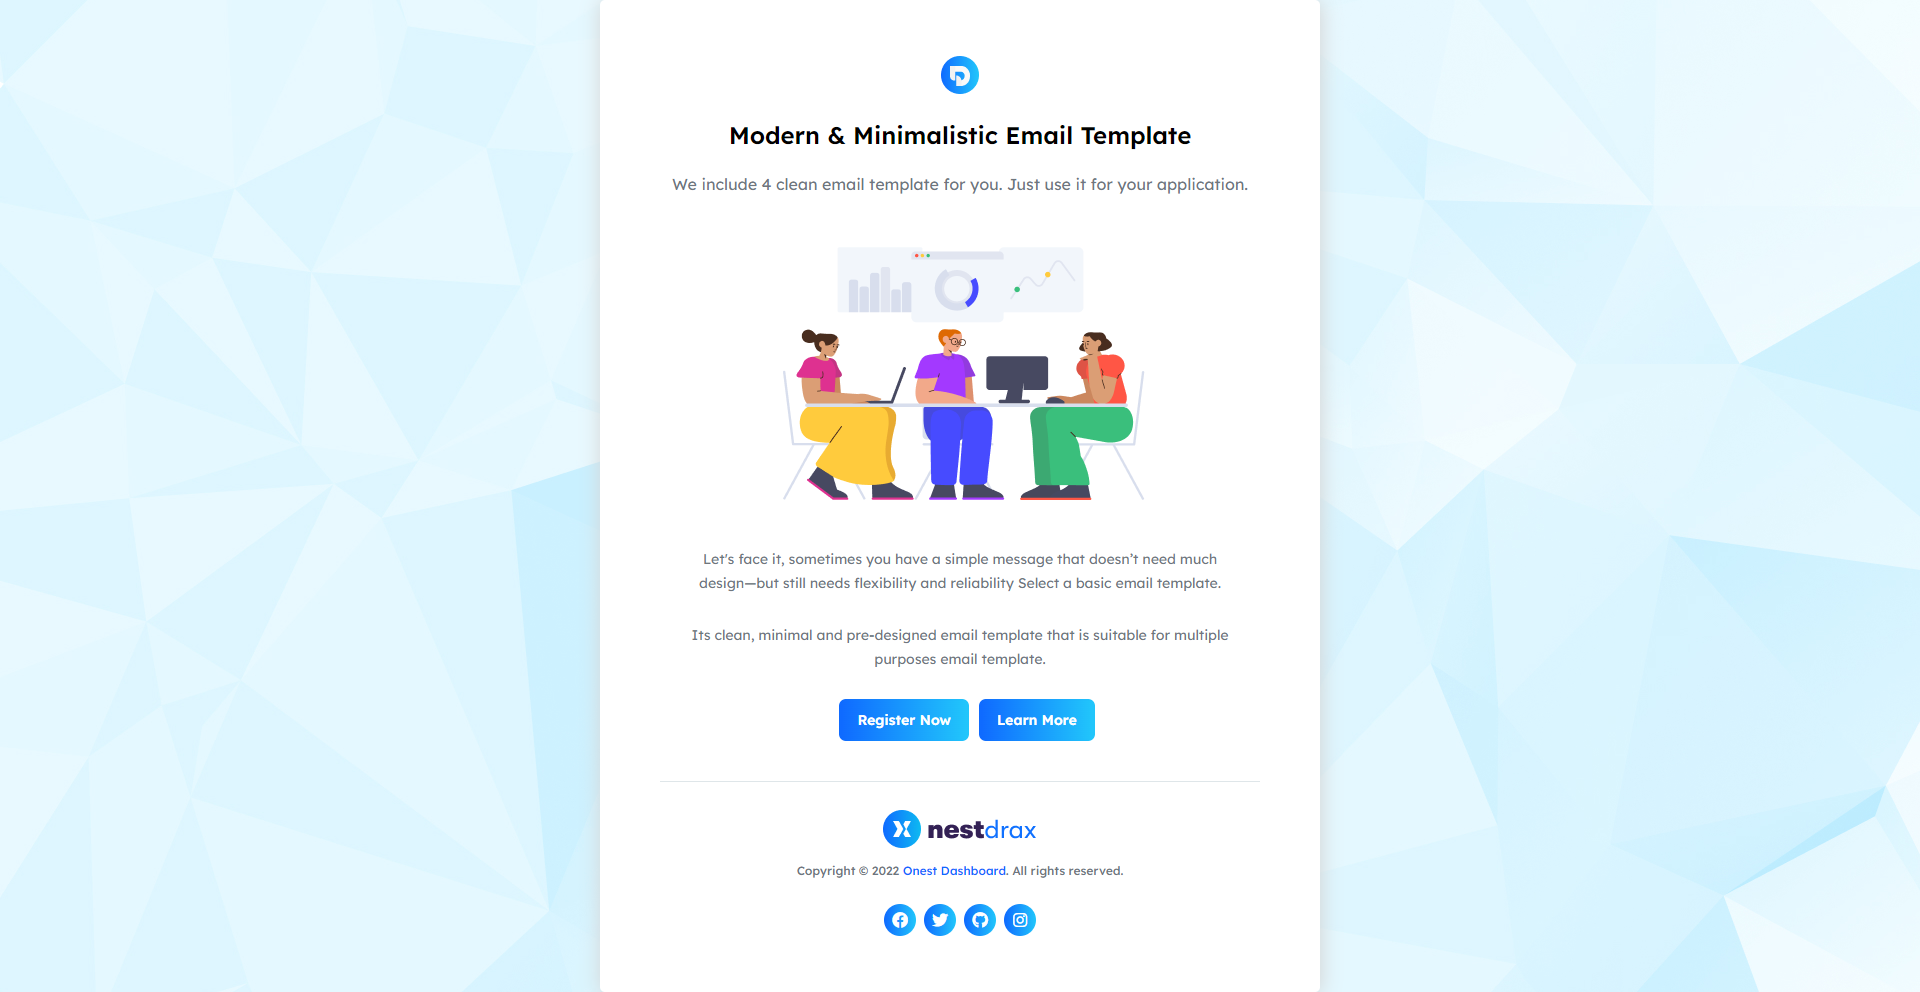 Modern & Minimalistic Email Template
We include 4 clean email template for you. Just use it for your application.
Let's face it, sometimes you have a simple message that doesn’t need much
design—but still needs flexibility and reliability Select a basic email template.
Its clean, minimal and pre-designed email template that is suitable for multiple
purposes email template.
Register Now Learn More
nestdrax
Copyright © 2022 Onest Dashboard. All rights reserved.